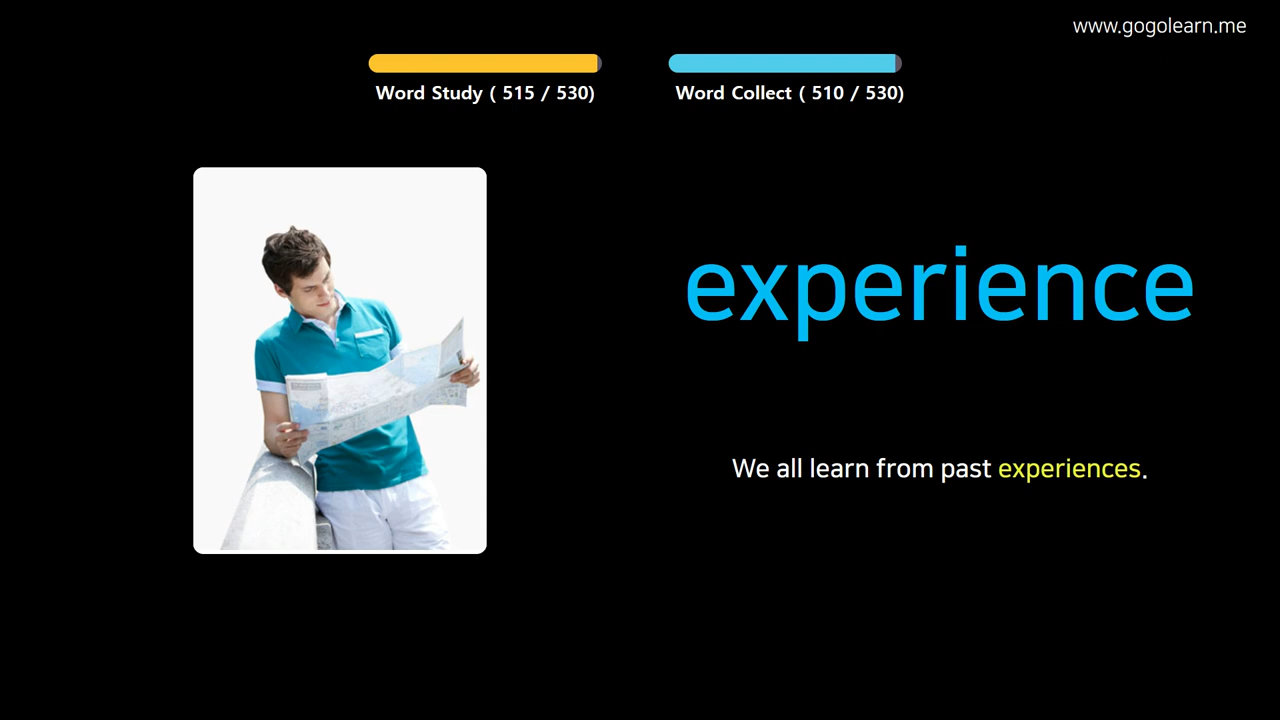 www.gogolearn.me
Word Study ( 515 / 530)
Word Collect ( 510 / 530)
experience
We all learn from past experiences.